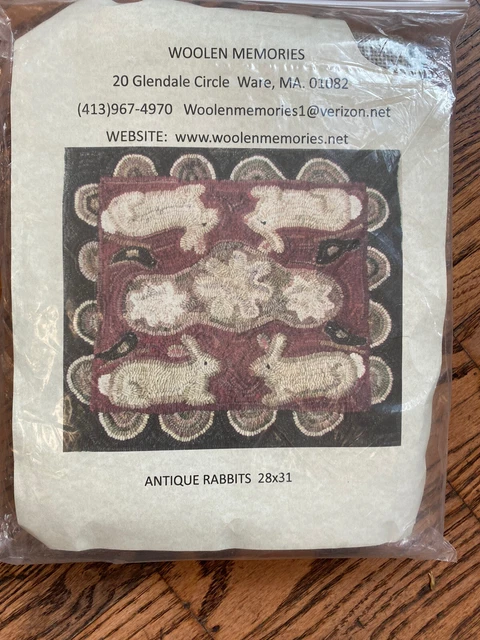 WOOLEN MEMORIES
20 Glendale Circle Ware, MA. 01082
(413)967-4970 Woolenmemories1@verizon.net
WEBSITE: www.woolenmemories.net
ANTIQUE RABBITS 28x31